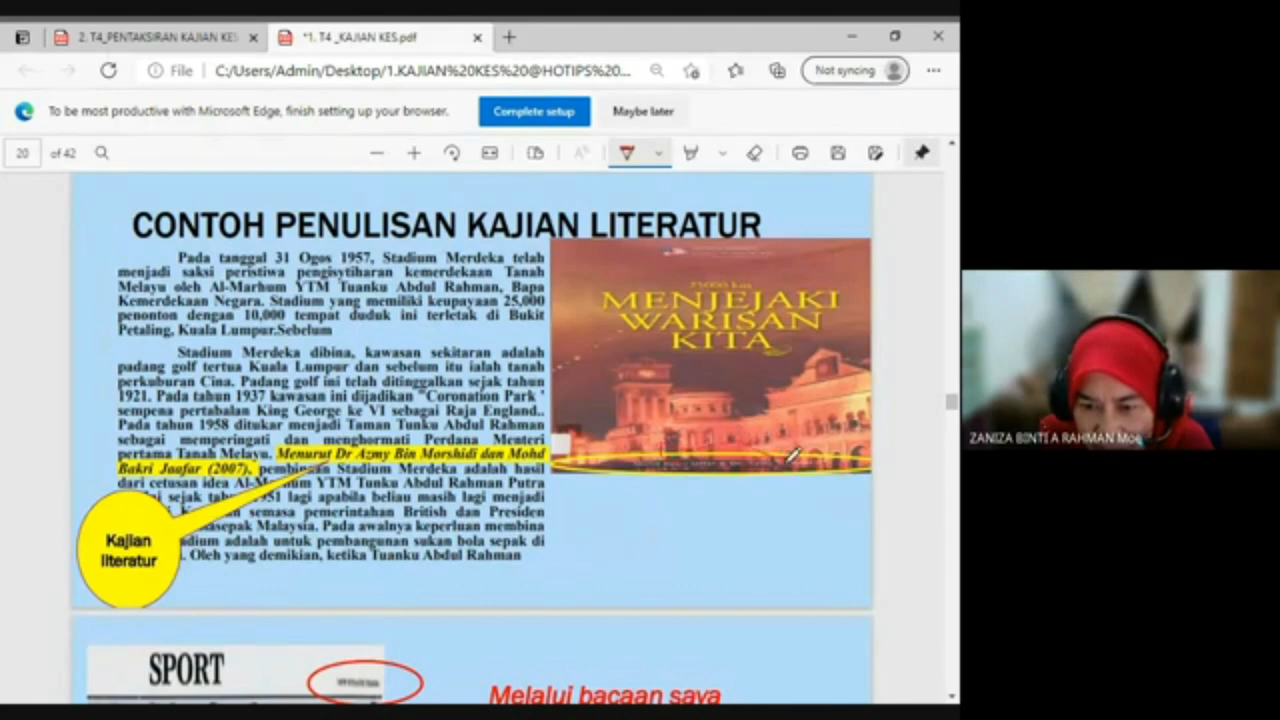 2. T4_PENTAKSIRAN KAJIAN KES
*1. T4 _KAJIAN KES.pdf
File
C:/Users/Admin/Desktop/1.KAJIAN%20KES%20@HOTIPS%20...
Not syncing
To be most productive with Microsoft Edge, finish setting up your browser.
Complete setup
Maybe later
20 of 42
CONTOH PENULISAN KAJIAN LITERATUR
Pada tanggal 31 Ogos 1957, Stadium Merdeka telah
menjadi saksi peristiwa pengisytiharan kemerdekaan Tanah
Melayu oleh Al-Marhum YTM Tuanku Abdul Rahman, Bapa
Kemerdekaan Negara. Stadium yang memiliki keupayaan 25,000
penonton dengan 10,000 tempat duduk ini terletak di Bukit
Petaling, Kuala Lumpur.Sebelum
Stadium Merdeka dibina, kawasan sekitaran adalah
padang golf tertua Kuala Lumpur dan sebelum itu ialah tanah
perkuburan Cina. Padang golf ini telah ditinggalkan sejak tahun
1921. Pada tahun 1937 kawasan ini dijadikan "Coronation Park '
sempena pertabalan King George ke VI sebagai Raja England..
Pada tahun 1958 ditukar menjadi Taman Tunku Abdul Rahman
sebagai memperingati dan menghormati Perdana Menteri
pertama Tanah Melayu. Menurut Dr Azmy Bin Morshidi dan Mohd
Bakri Jaafar (2007), pembinaan Stadium Merdeka adalah hasil
dari cetusan idea Al-Marhum YTM Tunku Abdul Rahman Putra
sejak 1951 lagi apabila beliau masih lagi menjadi
semasa pemerintahan British dan Presiden
Malaysia. Pada awalnya keperluan membina
adalah untuk pembangunan sukan bola sepak di
Oleh yang demikian, ketika Tuanku Abdul Rahman
Kajian
literatur
MENJEJAKI
WARISAN
KITA
SPORT
Melalui bacaan saya
ZANIZA BINTI A RAHMAN